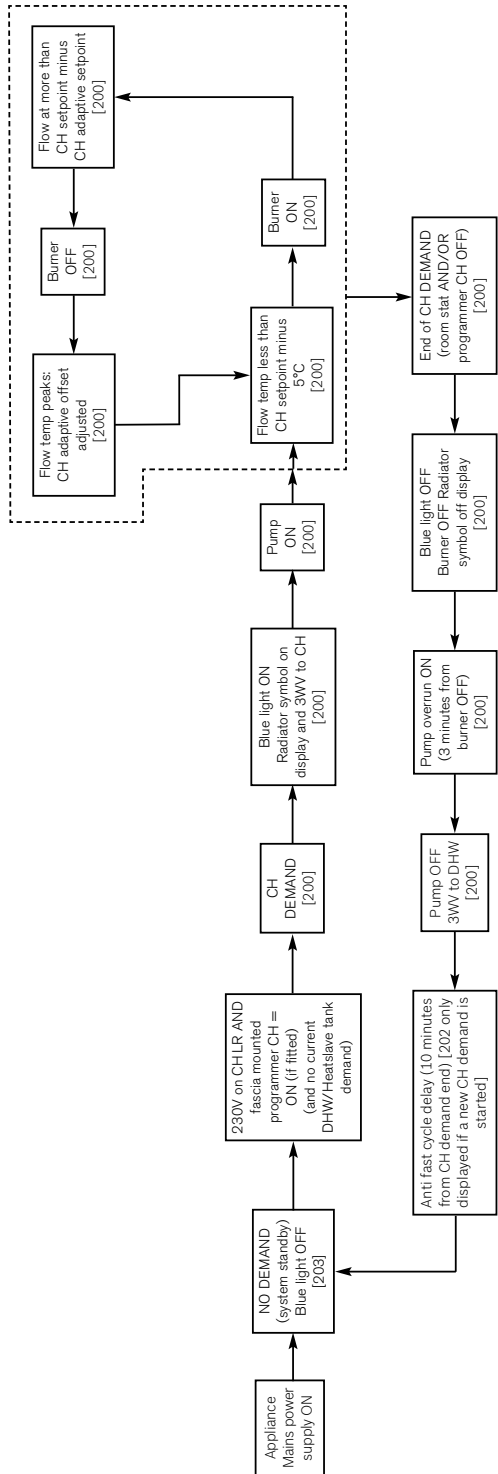 Appliance
Mains power
supply ON
NO DEMAND
(system standby)
Blue light OFF
[203]
230V on CH LR AND
fascia mounted
programmer CH =
ON (if fitted)
(and no current
DHW/Heatslave tank
demand)
CH
DEMAND
[200]
Blue light ON
Radiator symbol on
display and 3WV to CH
[200]
Pump
ON
[200]
Flow temp less than
CH setpoint minus
5°C
[200]
Burner
ON
[200]
Flow at more than
CH setpoint minus
CH adaptive setpoint
[200]
Burner
OFF
[200]
Flow temp peaks:
CH adaptive offset
adjusted
[200]
End of CH DEMAND
(room stat AND/OR
programmer CH OFF)
[200]
Blue light OFF
Burner OFF Radiator
symbol off display
[200]
Pump overrun ON
(3 minutes from
burner OFF)
[200]
Pump OFF
3WV to DHW
[200]
Anti fast cycle delay (10 minutes
from CH demand end) [202 only
displayed if a new CH demand is
started]